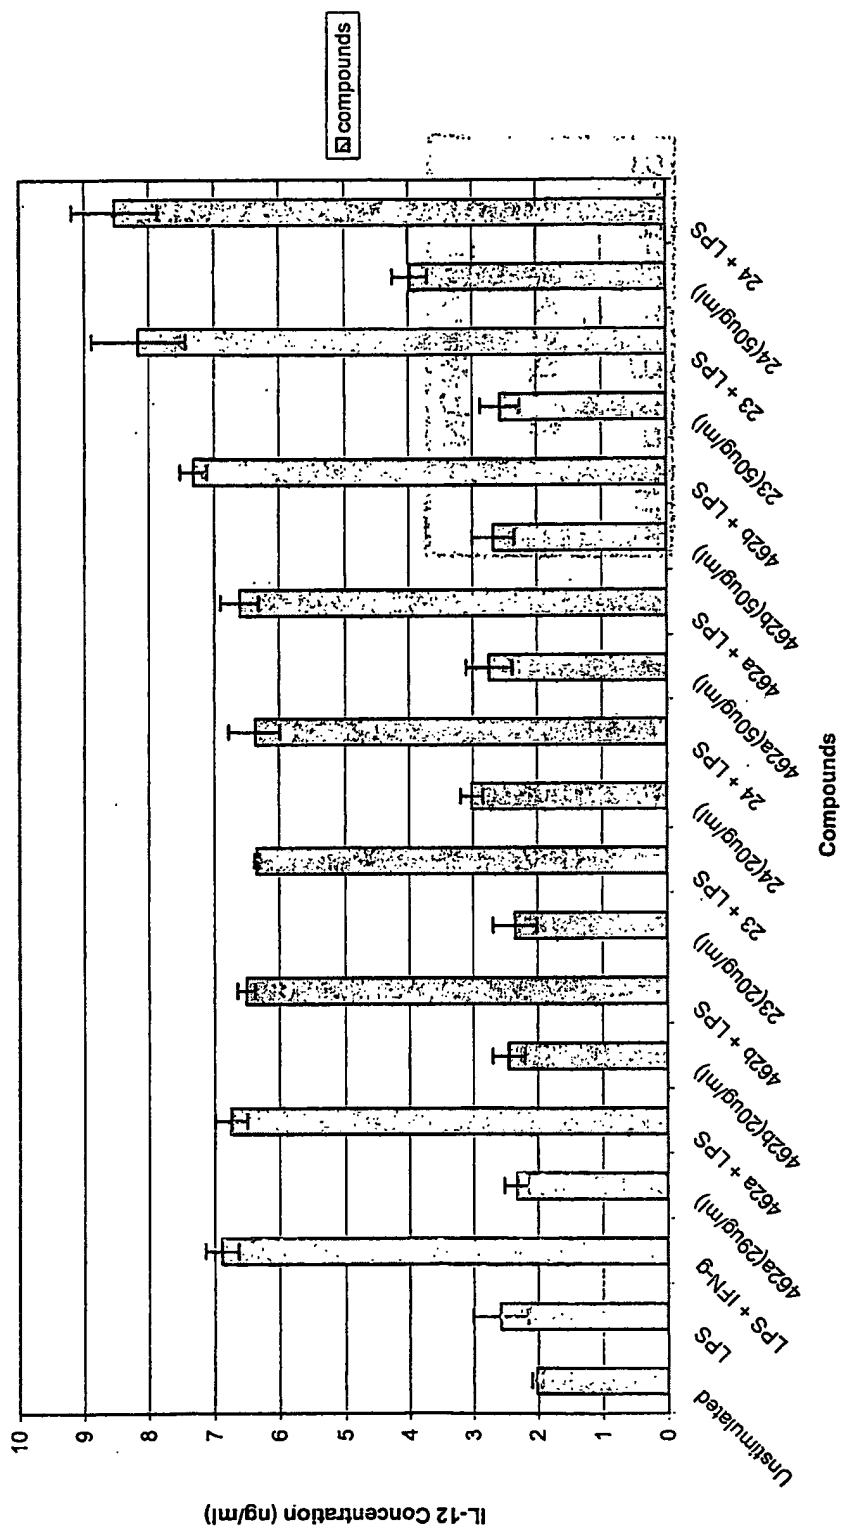 IL-12 Concentration (ng/ml)
10
9
8
7
6
5
4
3
2
1
0
Unstimulated
LPS
LPS + IFN-g
462a(29ug/ml)
462a + LPS
462b(20ug/ml)
462b + LPS
23(20ug/ml)
23 + LPS
24(20ug/ml)
24 + LPS
462a(50ug/ml)
462a + LPS
462b(50ug/ml)
462b + LPS
23(50ug/ml)
23 + LPS
24(50ug/ml)
24 + LPS
Compounds
compounds